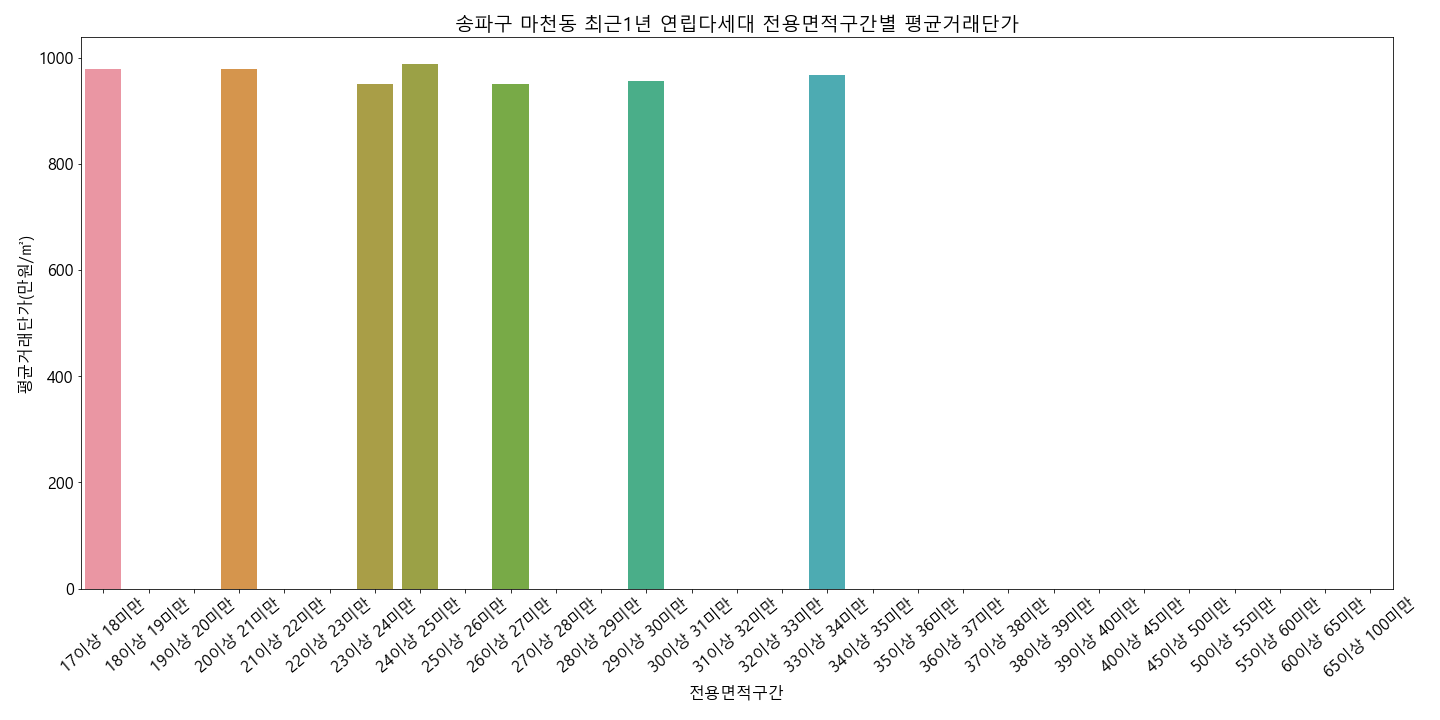 송파구 마천동 최근1년 연립다세대 전용면적구간별 평균거래단가
평균거래단가(만원/㎡)
1000
800
600
400
200
0
17이상 18미만
18이상 19미만
19이상 20미만
20이상 21미만
21이상 22미만
22이상 23미만
23이상 24미만
24이상 25미만
25이상 26미만
26이상 27미만
27이상 28미만
28이상 29미만
29이상 30미만
30이상 31미만
31이상 32미만
32이상 33미만
33이상 34미만
34이상 35미만
35이상 36미만
36이상 37미만
37이상 38미만
38이상 39미만
39이상 40미만
40이상 45미만
45이상 50미만
50이상 55미만
55이상 60미만
60이상 65미만
65이상 100미만
전용면적구간